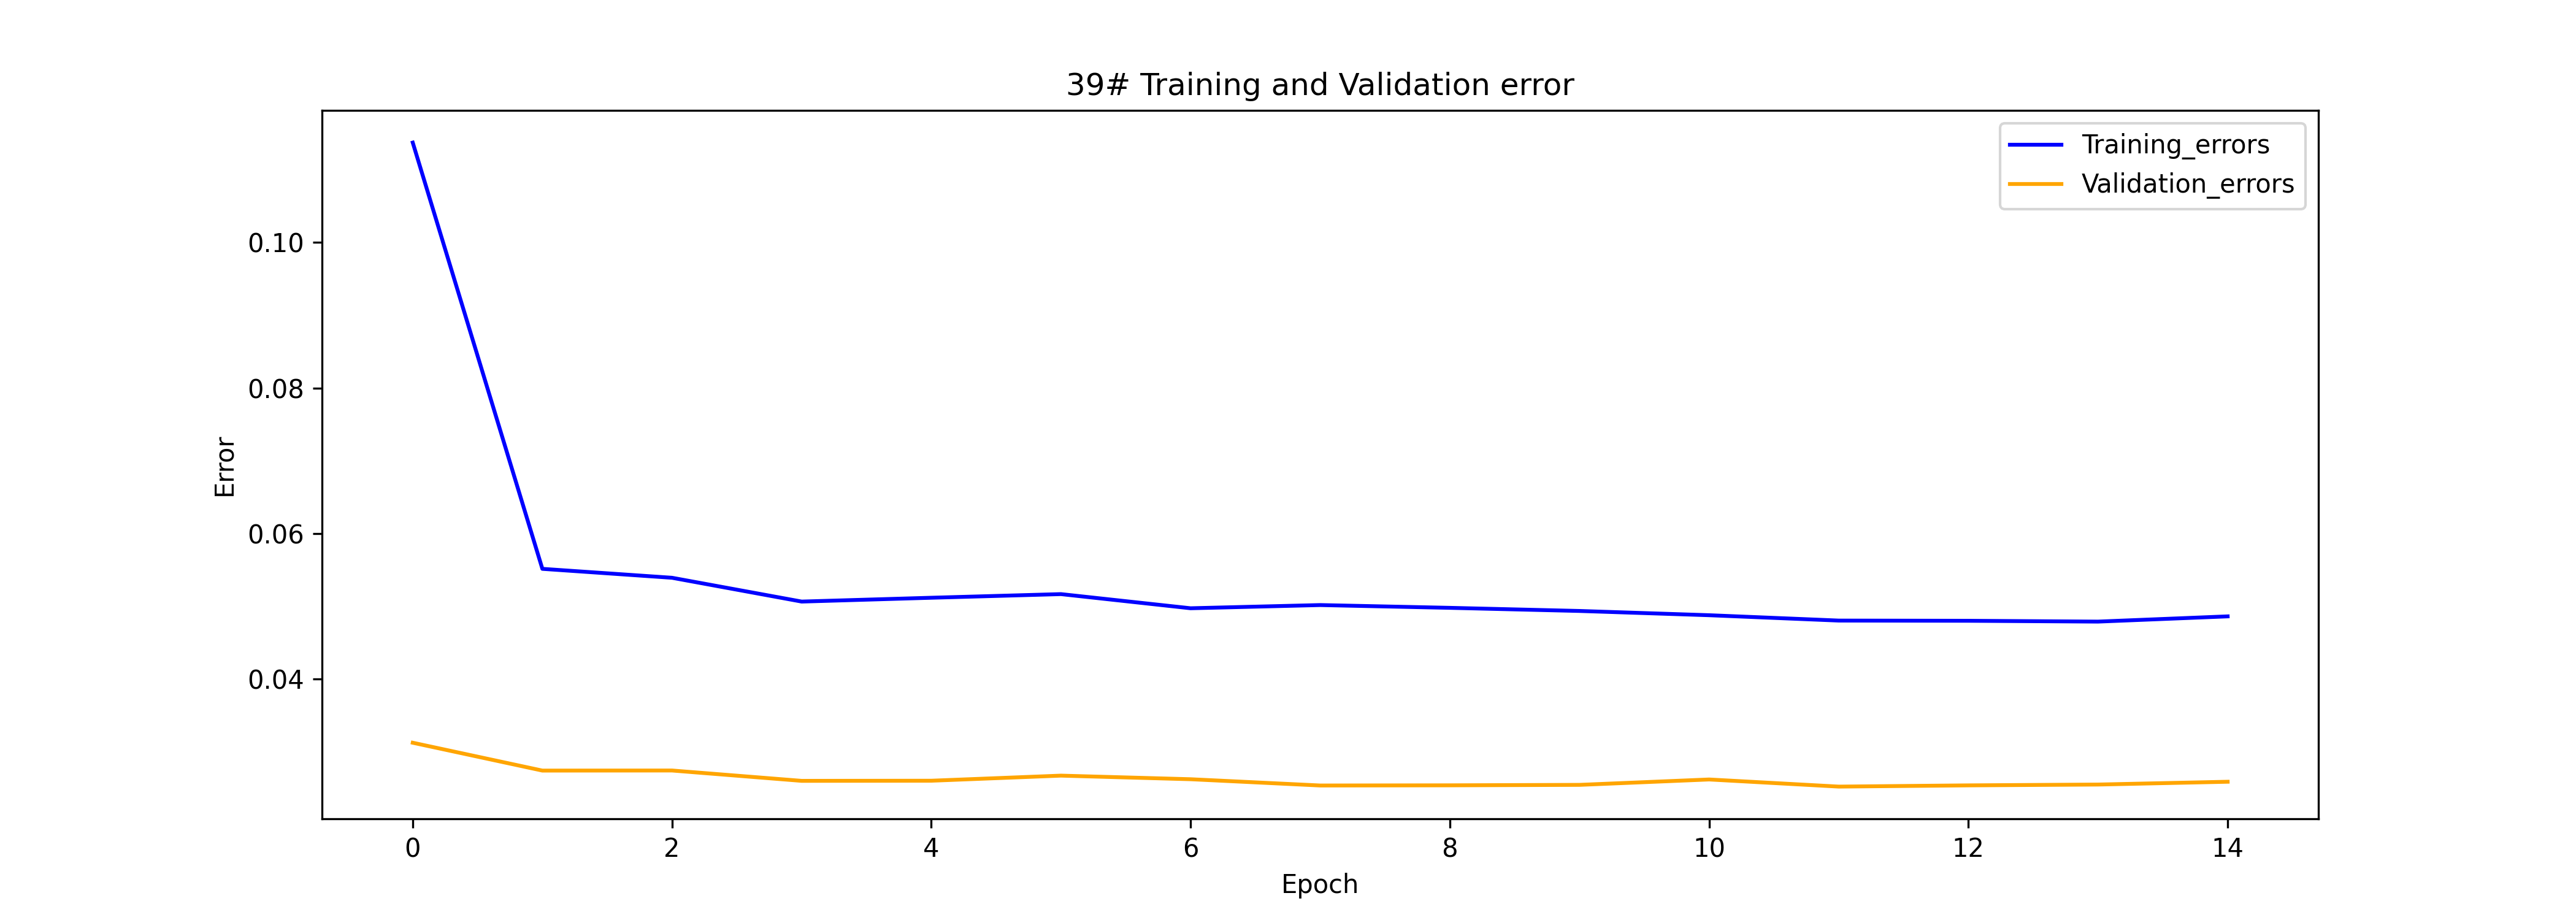 39# Training and Validation error
Training_errors
Validation_errors
0.10
0.08
0.06
0.04
Error
0
2
4
6
8
10
12
14
Epoch